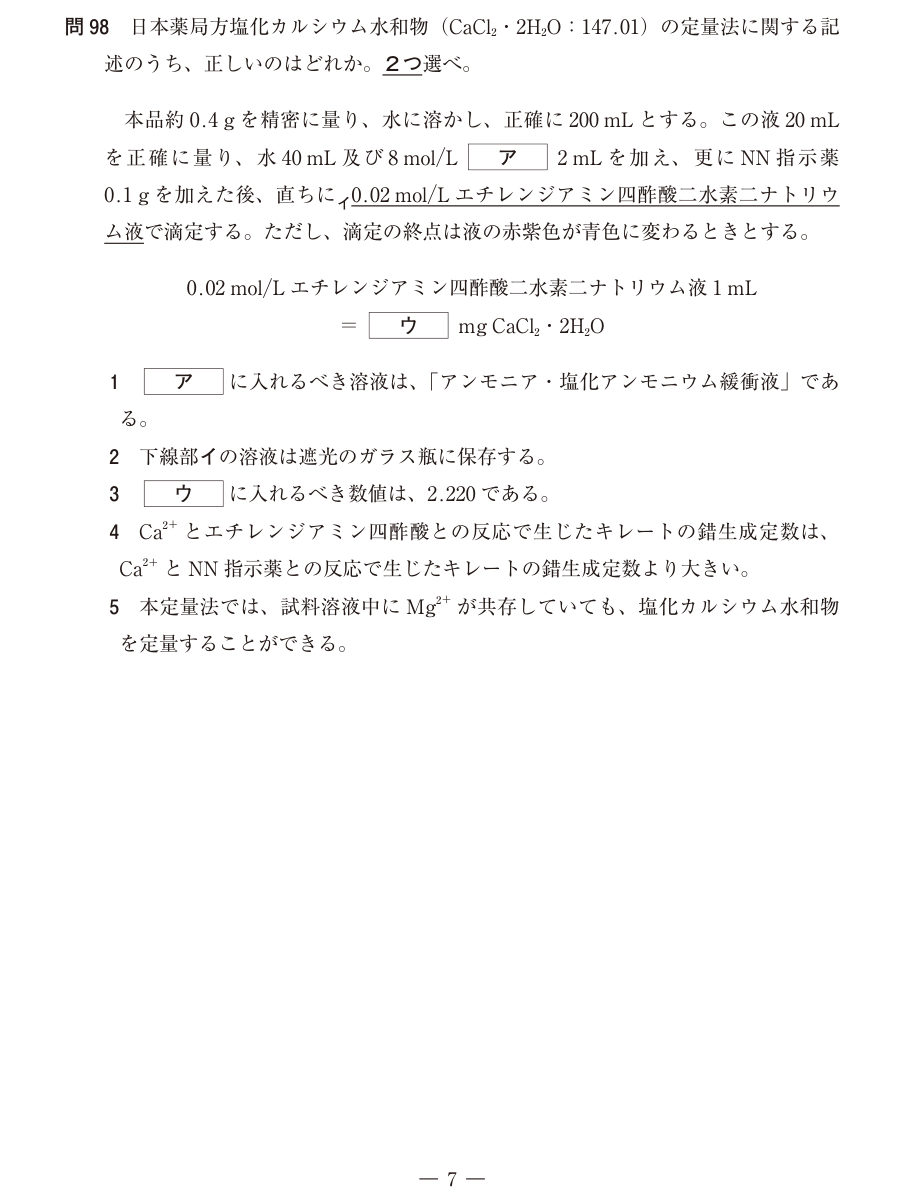 問98　日本薬局方塩化カルシウム水和物（CaCl₂・2H₂O：147.01）の定量法に関する記
述のうち、正しいのはどれか。２つ選べ。
本品約 0.4 g を精密に量り、水に溶かし、正確に 200 mL とする。この液 20 mL
を正確に量り、水 40 mL 及び 8 mol/L ア 2 mL を加え、更に NN 指示薬
0.1 g を加えた後、直ちにイ0.02 mol/L エチレンジアミン四酢酸二水素二ナトリウ
ム液で滴定する。ただし、滴定の終点は液の赤紫色が青色に変わるときとする。
0.02 mol/L エチレンジアミン四酢酸二水素二ナトリウム液 1 mL
＝ ウ mg CaCl₂・2H₂O
1　ア に入れるべき溶液は、「アンモニア・塩化アンモニウム緩衝液」であ
る。
2　下線部イの溶液は遮光のガラス瓶に保存する。
3　ウ に入れるべき数値は、2.220 である。
4　Ca²⁺ とエチレンジアミン四酢酸との反応で生じたキレートの錯生成定数は、
Ca²⁺ と NN 指示薬との反応で生じたキレートの錯生成定数より大きい。
5　本定量法では、試料溶液中に Mg²⁺ が共存していても、塩化カルシウム水和物
を定量することができる。
— 7 —